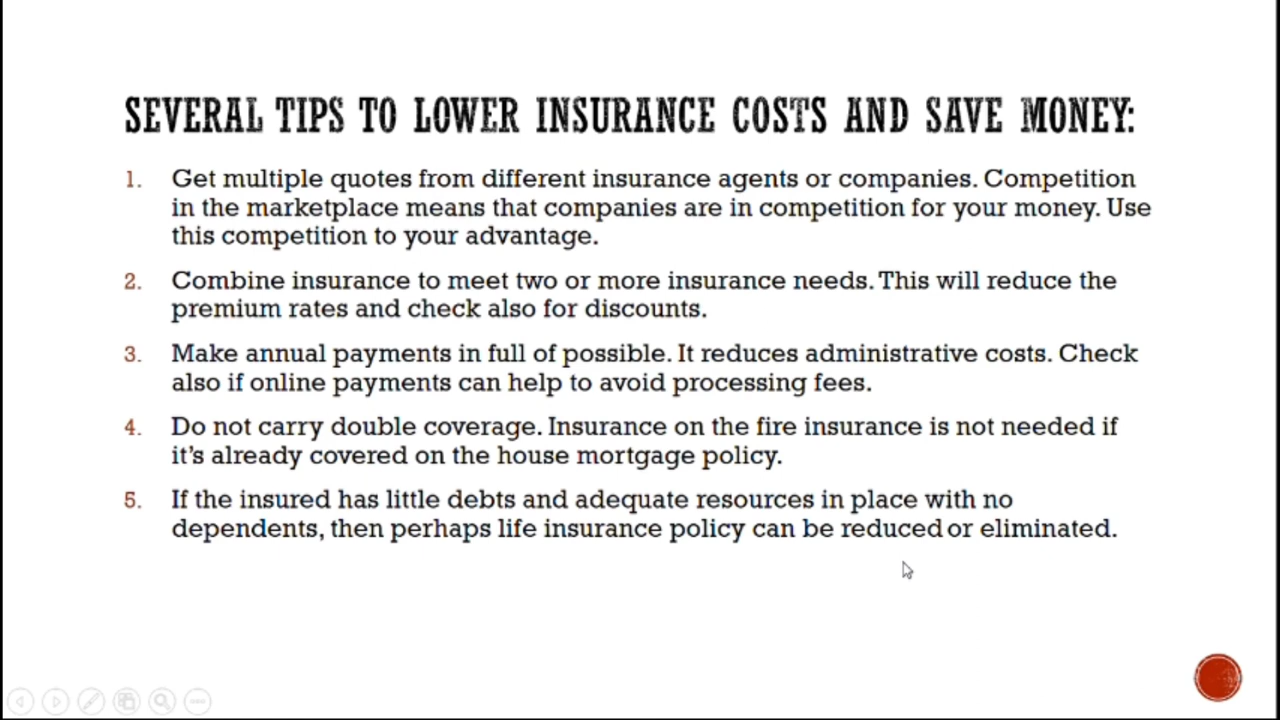 SEVERAL TIPS TO LOWER INSURANCE COSTS AND SAVE MONEY:
1. Get multiple quotes from different insurance agents or companies. Competition
in the marketplace means that companies are in competition for your money. Use
this competition to your advantage.
2. Combine insurance to meet two or more insurance needs. This will reduce the
premium rates and check also for discounts.
3. Make annual payments in full of possible. It reduces administrative costs. Check
also if online payments can help to avoid processing fees.
4. Do not carry double coverage. Insurance on the fire insurance is not needed if
it's already covered on the house mortgage policy.
5. If the insured has little debts and adequate resources in place with no
dependents, then perhaps life insurance policy can be reduced or eliminated.